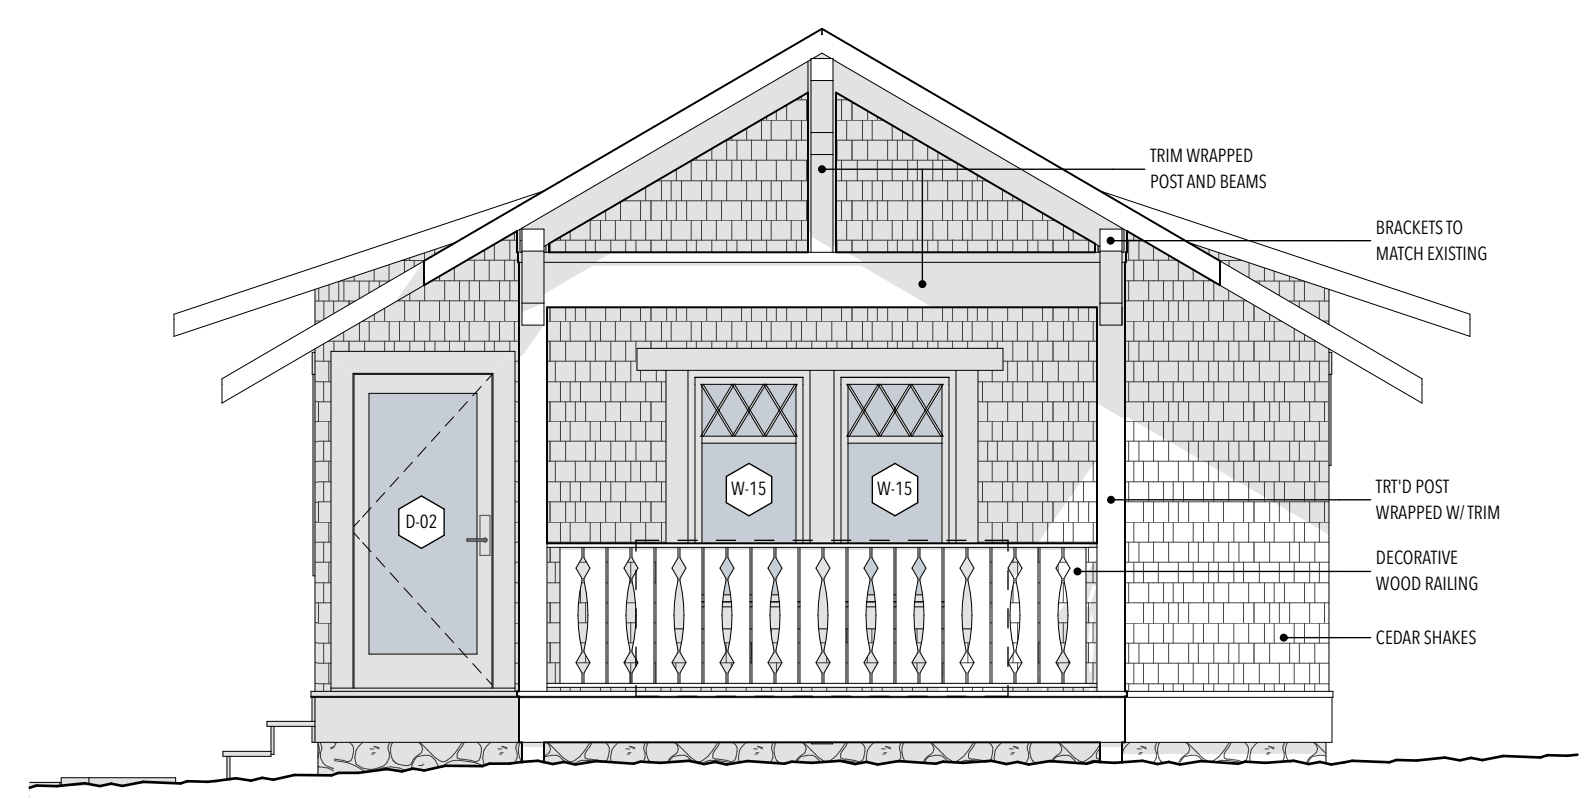 TRIM WRAPPED
POST AND BEAMS
BRACKETS TO
MATCH EXISTING
W-15
W-15
D-02
TRT'D POST
WRAPPED W/ TRIM
DECORATIVE
WOOD RAILING
CEDAR SHAKES